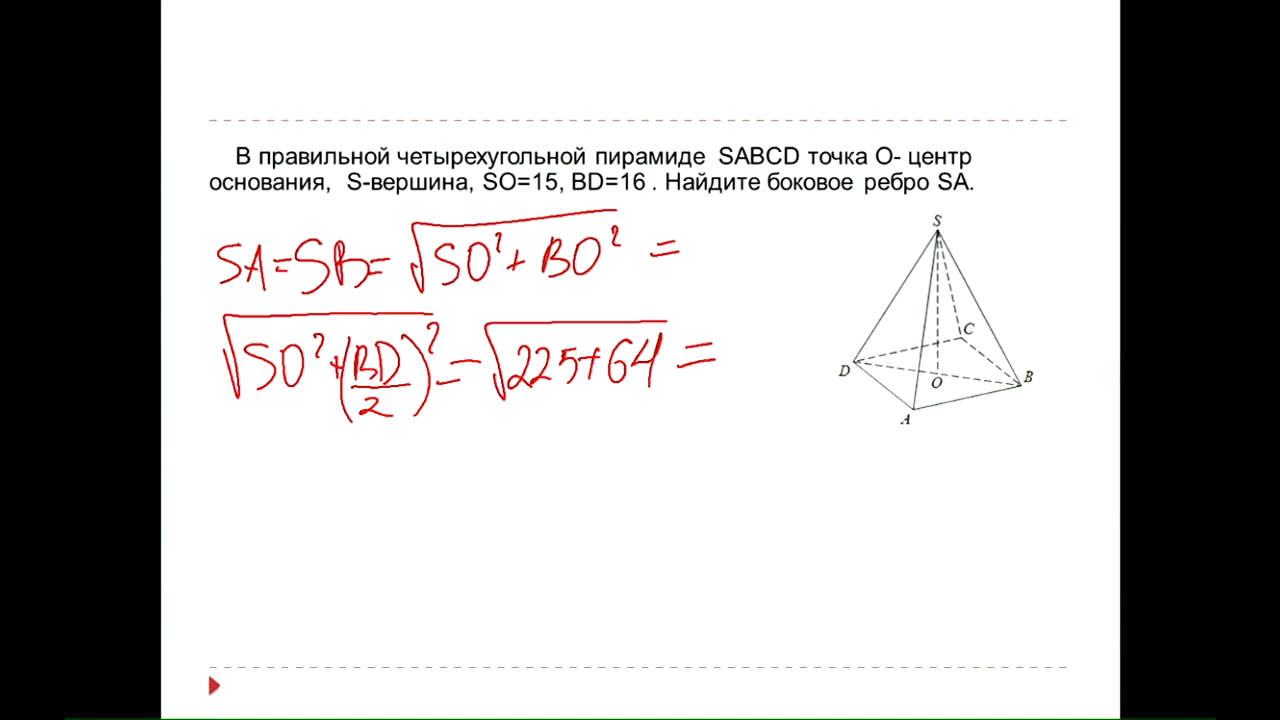 В правильной четырехугольной пирамиде SABCD точка О- центр
основания, S-вершина, SO=15, BD=16 . Найдите боковое ребро SA.
SA=SB=√(SO²+BO²) =
√(SO²+(BD/2)²) = √(225+64) =
S
C
D
O
B
A